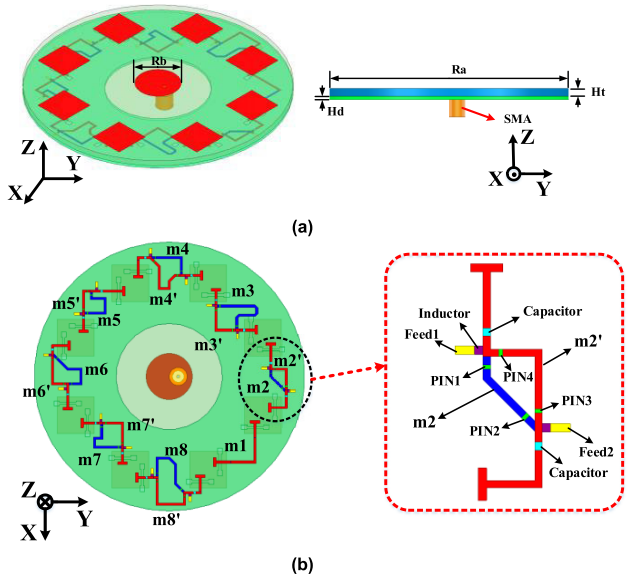 Rb
Ra
Hd
Ht
SMA
Z
Y
X
Z
X
Y
(a)
m4
m4'
m5'
m5
m3
m3'
m6
m6'
m2'
m2
m7'
m7
m8
m1
m8'
Z
Y
X
Inductor
Capacitor
Feed1
m2'
PIN1
PIN4
PIN3
m2
PIN2
Feed2
Capacitor
(b)